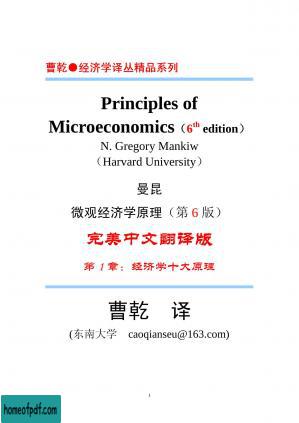 曹乾●经济学译丛精品系列
Principles of
Microeconomics（6th edition）
N. Gregory Mankiw
（Harvard University）
曼昆
微观经济学原理（第 6 版）
完美中文翻译版
第 1 章：经济学十大原理
曹乾 译
(东南大学 caoqianseu@163.com)
1
homeofpdf.com